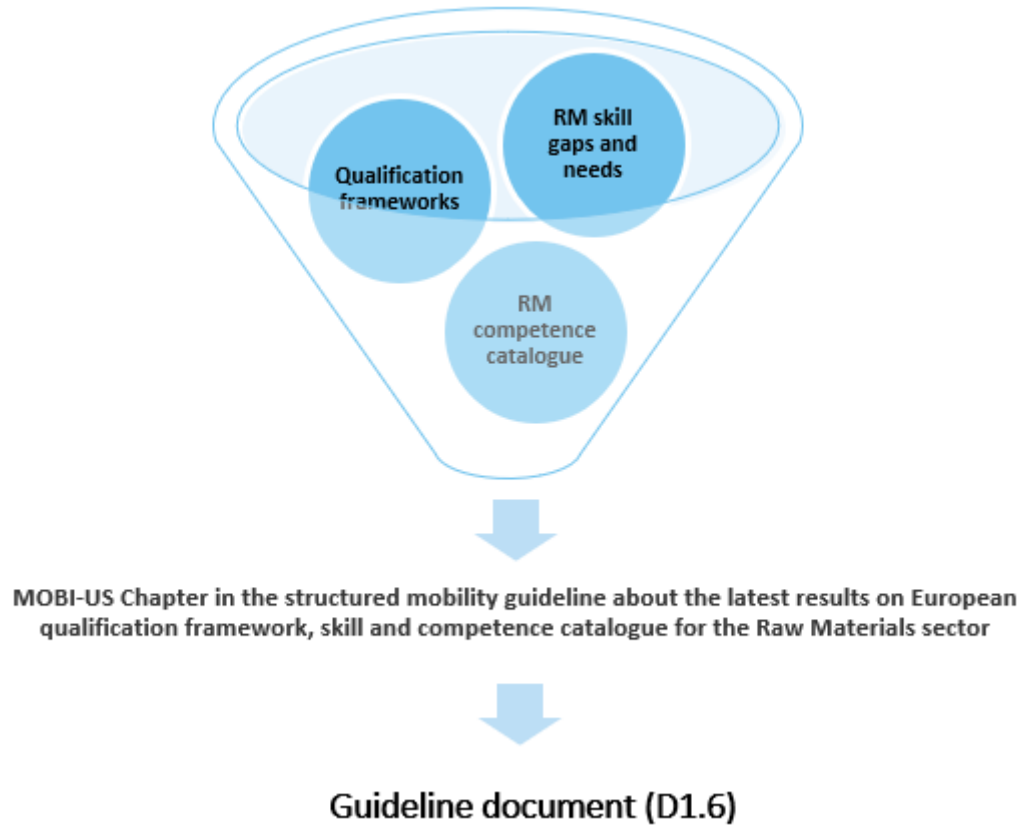 RM skill
gaps and
needs
Qualification
frameworks
RM
competence
catalogue
MOBI-US Chapter in the structured mobility guideline about the latest results on European
qualification framework, skill and competence catalogue for the Raw Materials sector
Guideline document (D1.6)